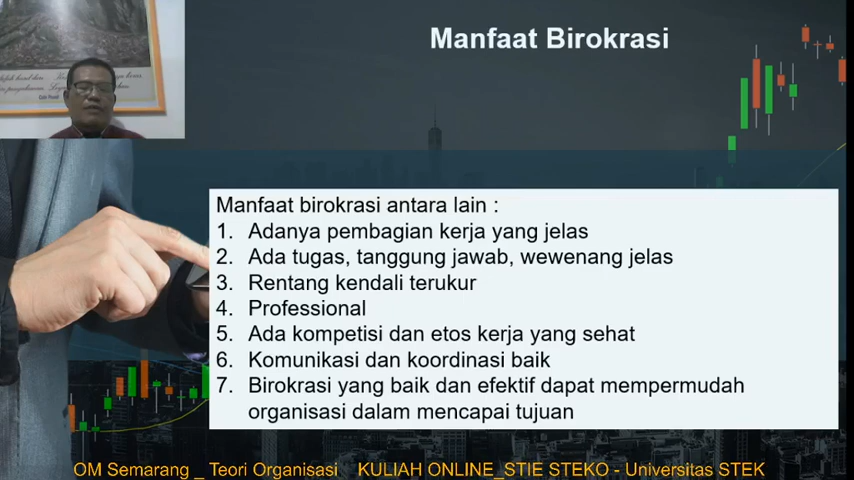 Manfaat Birokrasi
Manfaat birokrasi antara lain :
1. Adanya pembagian kerja yang jelas
2. Ada tugas, tanggung jawab, wewenang jelas
3. Rentang kendali terukur
4. Professional
5. Ada kompetisi dan etos kerja yang sehat
6. Komunikasi dan koordinasi baik
7. Birokrasi yang baik dan efektif dapat mempermudah
organisasi dalam mencapai tujuan
OM Semarang _ Teori Organisasi KULIAH ONLINE_STIE STEKO - Universitas STEK